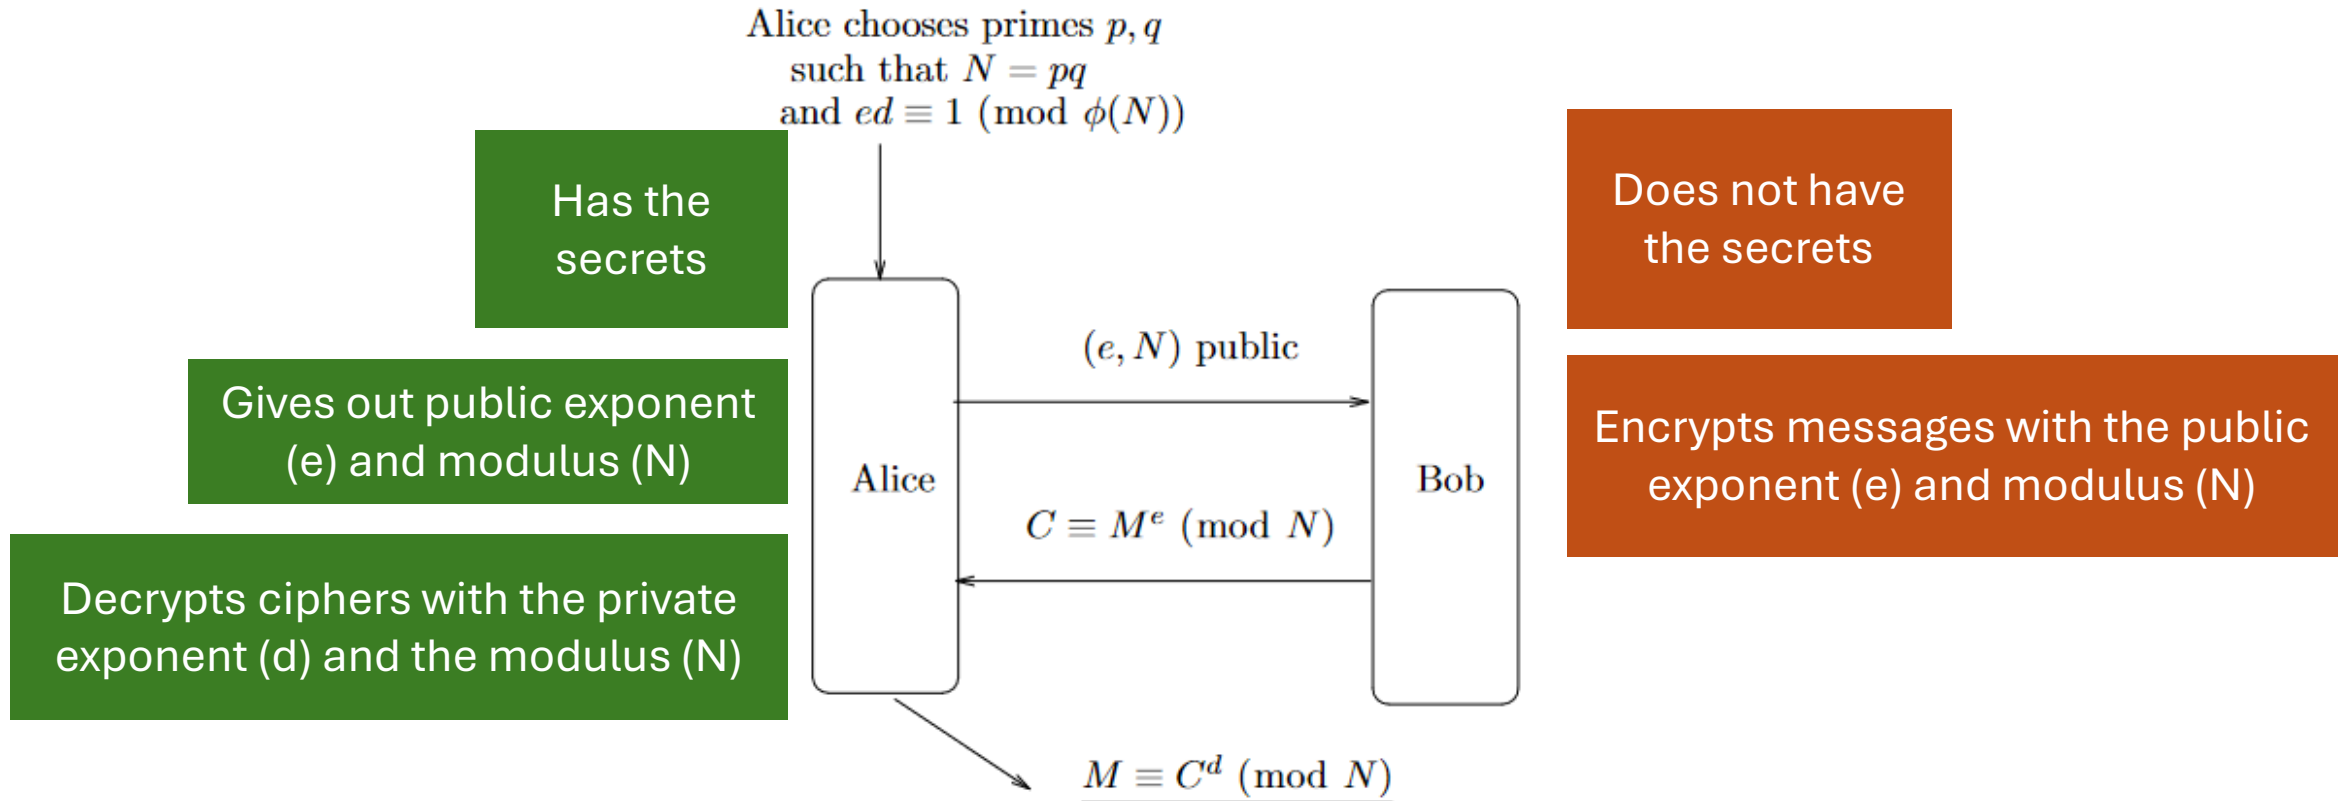 Alice chooses primes p, q
such that N = pq
and ed ≡ 1 (mod ϕ(N))
Has the
secrets
Does not have
the secrets
(e, N) public
Gives out public exponent
(e) and modulus (N)
Encrypts messages with the public
exponent (e) and modulus (N)
Alice
Bob
C ≡ Mᵉ (mod N)
Decrypts ciphers with the private
exponent (d) and the modulus (N)
M ≡ Cᵈ (mod N)